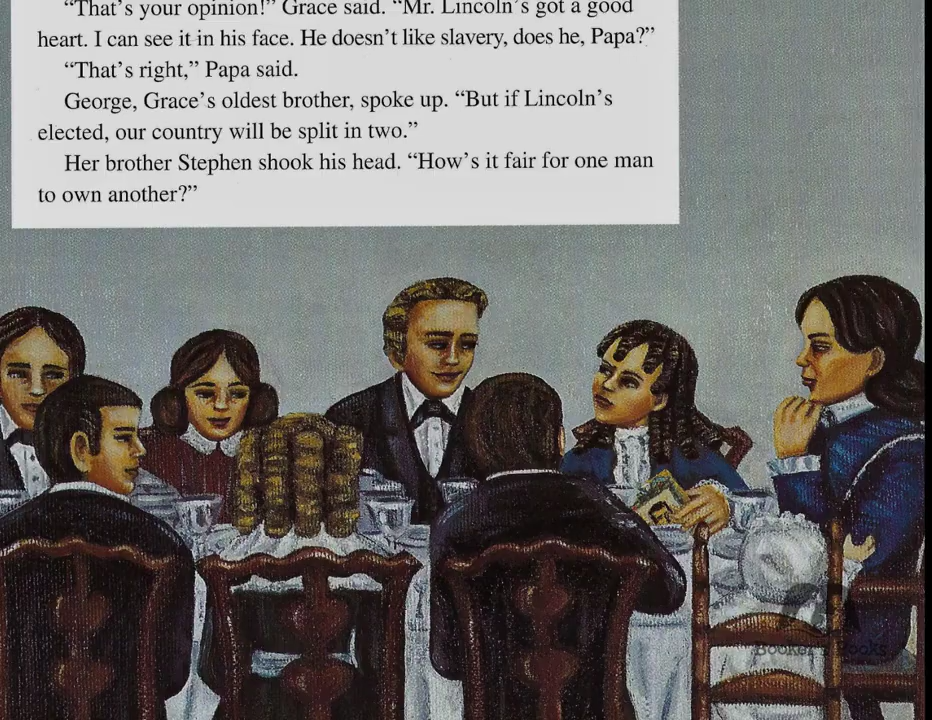 “That’s your opinion!” Grace said. “Mr. Lincoln’s got a good
heart. I can see it in his face. He doesn’t like slavery, does he, Papa?”
“That’s right,” Papa said.
George, Grace’s oldest brother, spoke up. “But if Lincoln’s
elected, our country will be split in two.”
Her brother Stephen shook his head. “How’s it fair for one man
to own another?”